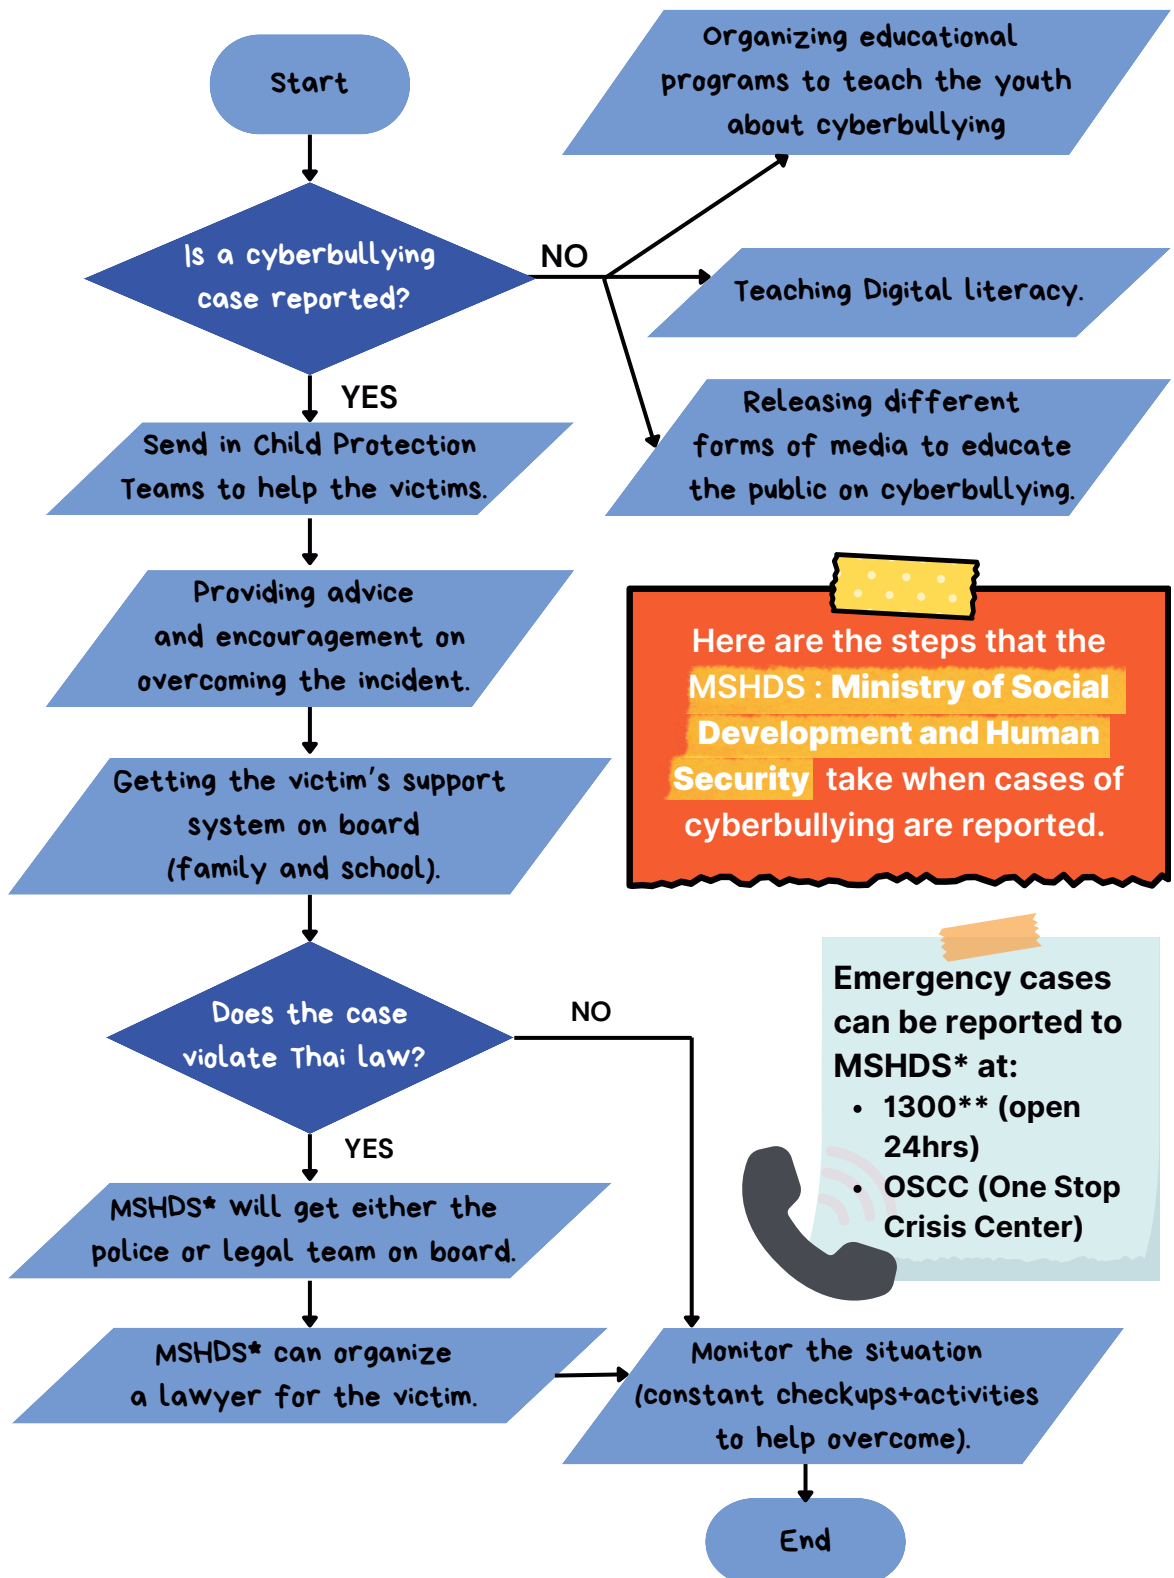 Start
Organizing educational
programs to teach the youth
about cyberbullying
Is a cyberbullying
case reported?
NO
Teaching Digital literacy.
YES
Releasing different
forms of media to educate
the public on cyberbullying.
Send in Child Protection
Teams to help the victims.
Providing advice
and encouragement on
overcoming the incident.
Here are the steps that the
MSHDS : Ministry of Social
Development and Human
Security take when cases of
cyberbullying are reported.
Getting the victim's support
system on board
(family and school).
Does the case
violate Thai law?
NO
YES
Emergency cases
can be reported to
MSHDS* at:
• 1300** (open
24hrs)
• OSCC (One Stop
Crisis Center)
MSHDS* will get either the
police or legal team on board.
MSHDS* can organize
a lawyer for the victim.
Monitor the situation
(constant checkups+activities
to help overcome).
End